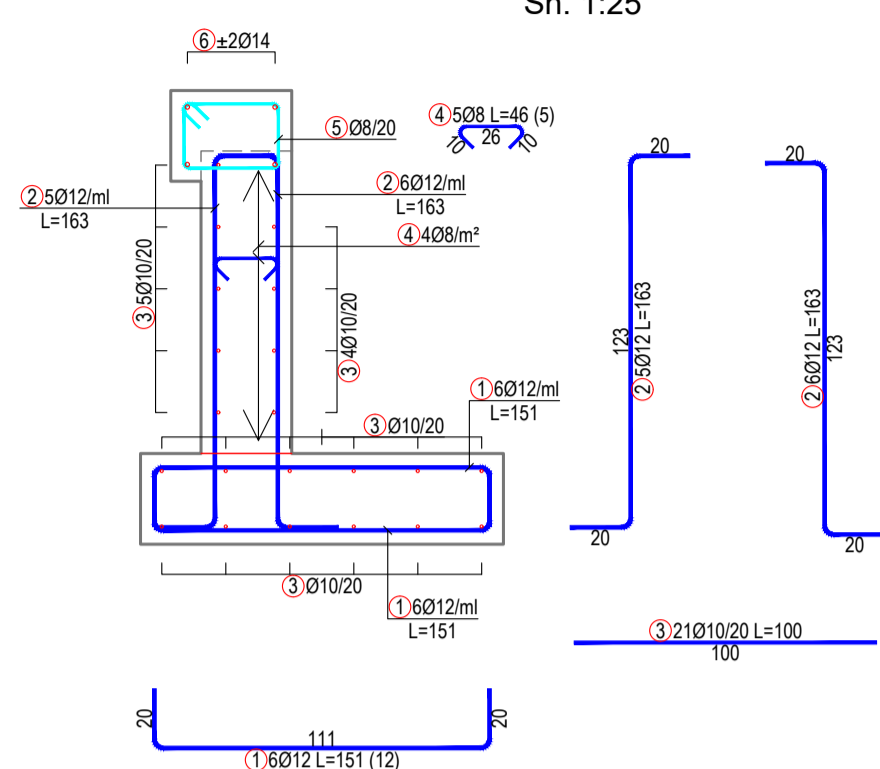 Sh. 1:25
6 ±2Ø14
4 5Ø8 L=46 (5)
10 26 10
5 Ø8/20
20
20
2 5Ø12/ml
L=163
2 6Ø12/ml
L=163
4 4Ø8/m²
3 5Ø10/20
3 4Ø10/20
123
2 5Ø12 L=163
2 6Ø12 L=163
123
1 6Ø12/ml
L=151
3 Ø10/20
20
20
3 Ø10/20
1 6Ø12/ml
L=151
3 21Ø10/20 L=100
100
20
111
20
1 6Ø12 L=151 (12)